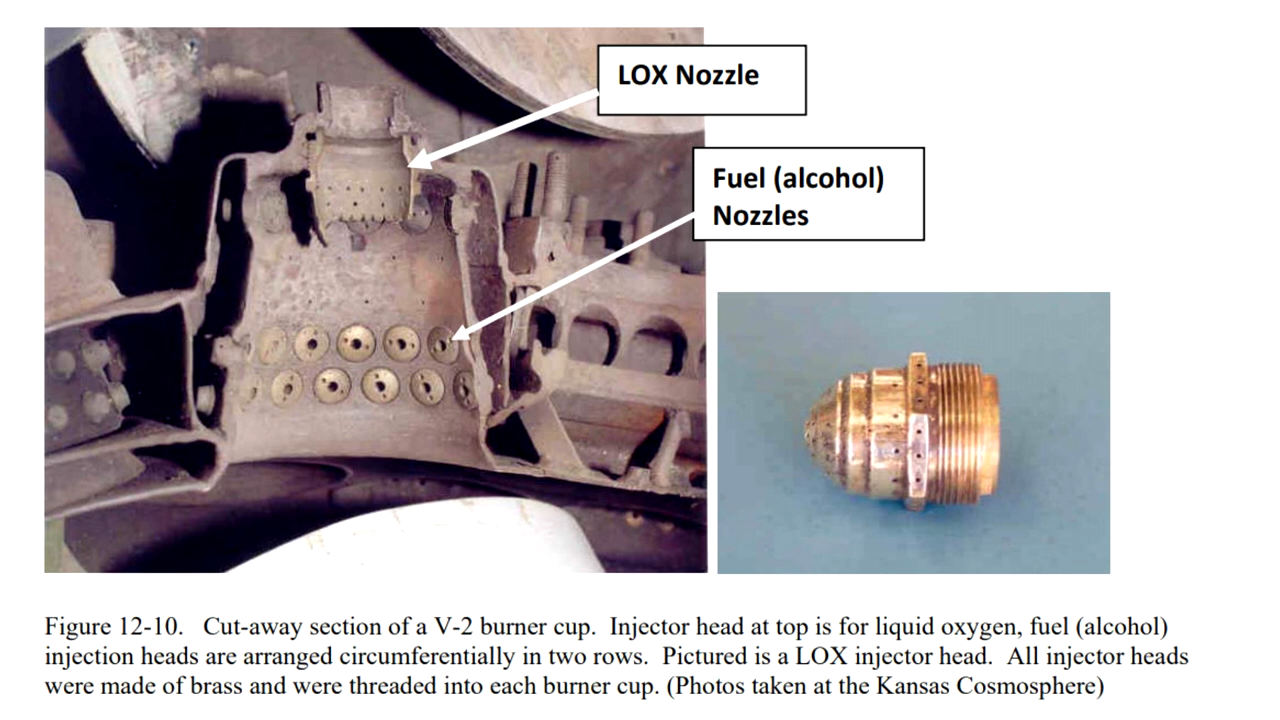 LOX Nozzle
Fuel (alcohol)
Nozzles
Figure 12-10.   Cut-away section of a V-2 burner cup.  Injector head at top is for liquid oxygen, fuel (alcohol)
injection heads are arranged circumferentially in two rows.  Pictured is a LOX injector head.  All injector heads
were made of brass and were threaded into each burner cup. (Photos taken at the Kansas Cosmosphere)